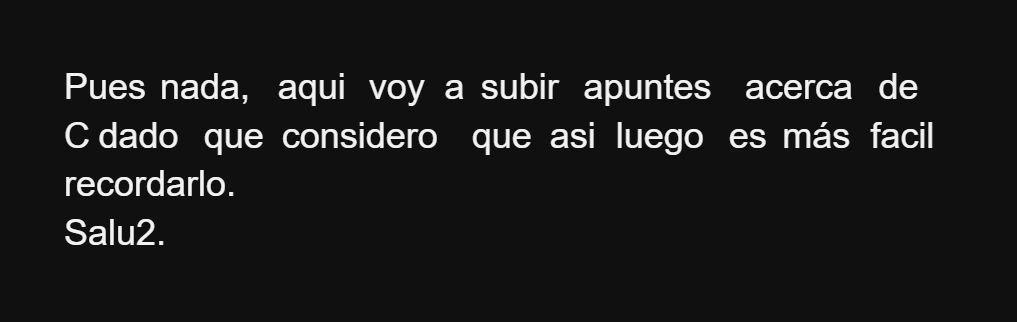 Pues nada, aqui voy a subir apuntes acerca de
C dado que considero que asi luego es más facil
recordarlo.
Salu2.